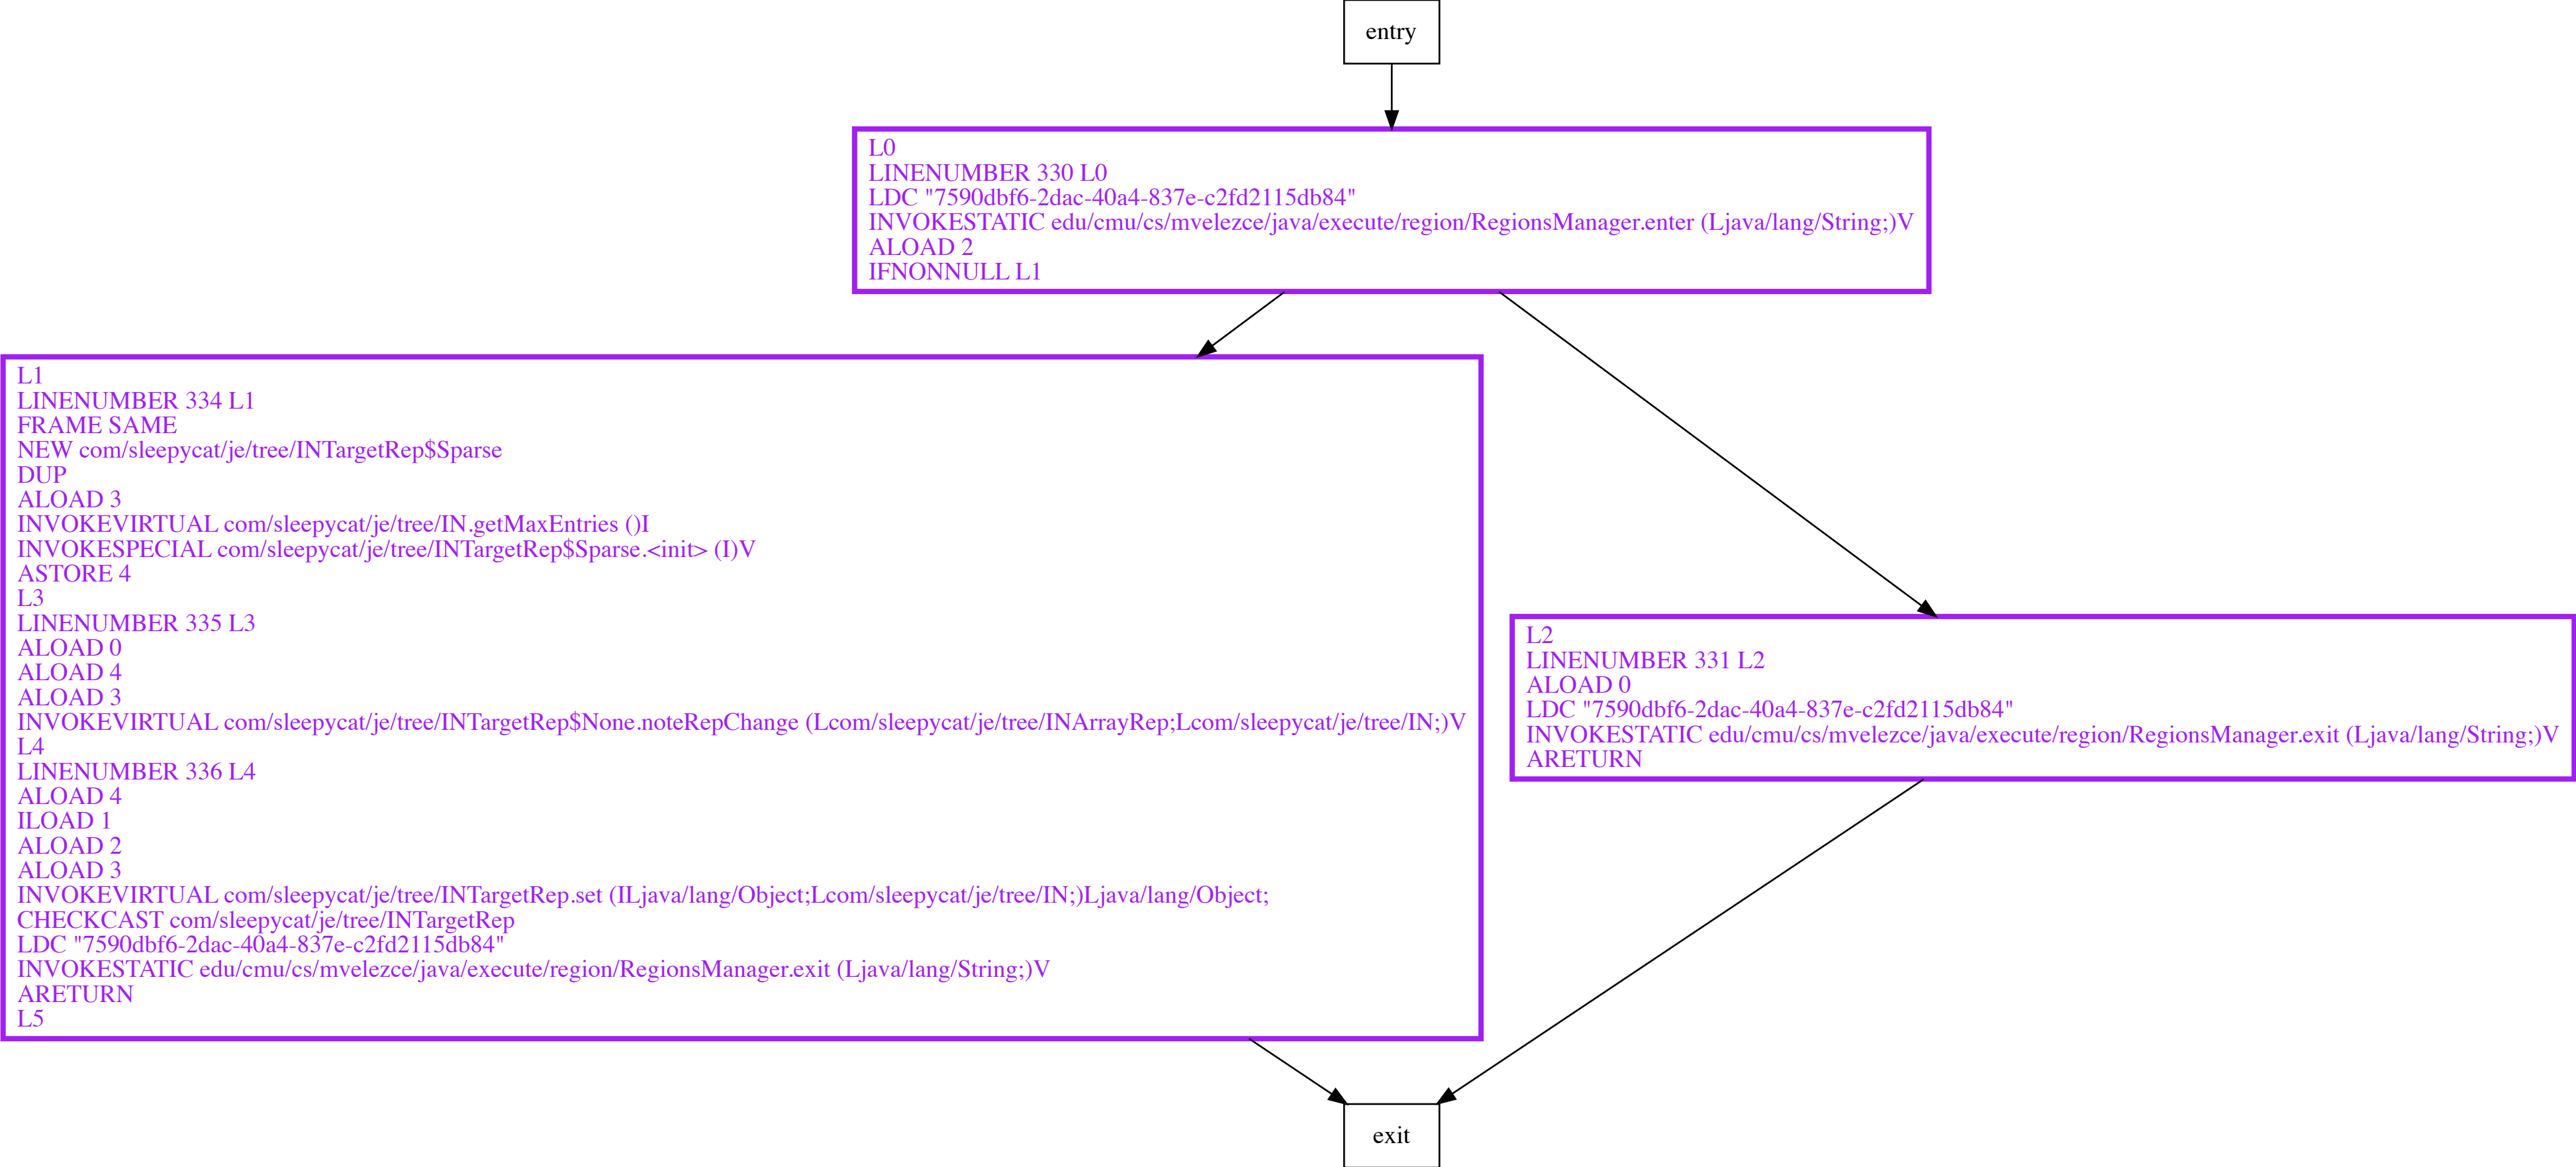 entry
L0
LINENUMBER 330 L0
LDC "7590dbf6-2dac-40a4-837e-c2fd2115db84"
INVOKESTATIC edu/cmu/cs/mvelezce/java/execute/region/RegionsManager.enter (Ljava/lang/String;)V
ALOAD 2
IFNONNULL L1
L1
LINENUMBER 334 L1
FRAME SAME
NEW com/sleepycat/je/tree/INTargetRep$Sparse
DUP
ALOAD 3
INVOKEVIRTUAL com/sleepycat/je/tree/IN.getMaxEntries ()I
INVOKESPECIAL com/sleepycat/je/tree/INTargetRep$Sparse.<init> (I)V
ASTORE 4
L3
LINENUMBER 335 L3
ALOAD 0
ALOAD 4
ALOAD 3
INVOKEVIRTUAL com/sleepycat/je/tree/INTargetRep$None.noteRepChange (Lcom/sleepycat/je/tree/INArrayRep;Lcom/sleepycat/je/tree/IN;)V
L4
LINENUMBER 336 L4
ALOAD 4
ILOAD 1
ALOAD 2
ALOAD 3
INVOKEVIRTUAL com/sleepycat/je/tree/INTargetRep.set (ILjava/lang/Object;Lcom/sleepycat/je/tree/IN;)Ljava/lang/Object;
CHECKCAST com/sleepycat/je/tree/INTargetRep
LDC "7590dbf6-2dac-40a4-837e-c2fd2115db84"
INVOKESTATIC edu/cmu/cs/mvelezce/java/execute/region/RegionsManager.exit (Ljava/lang/String;)V
ARETURN
L5
L2
LINENUMBER 331 L2
ALOAD 0
LDC "7590dbf6-2dac-40a4-837e-c2fd2115db84"
INVOKESTATIC edu/cmu/cs/mvelezce/java/execute/region/RegionsManager.exit (Ljava/lang/String;)V
ARETURN
exit